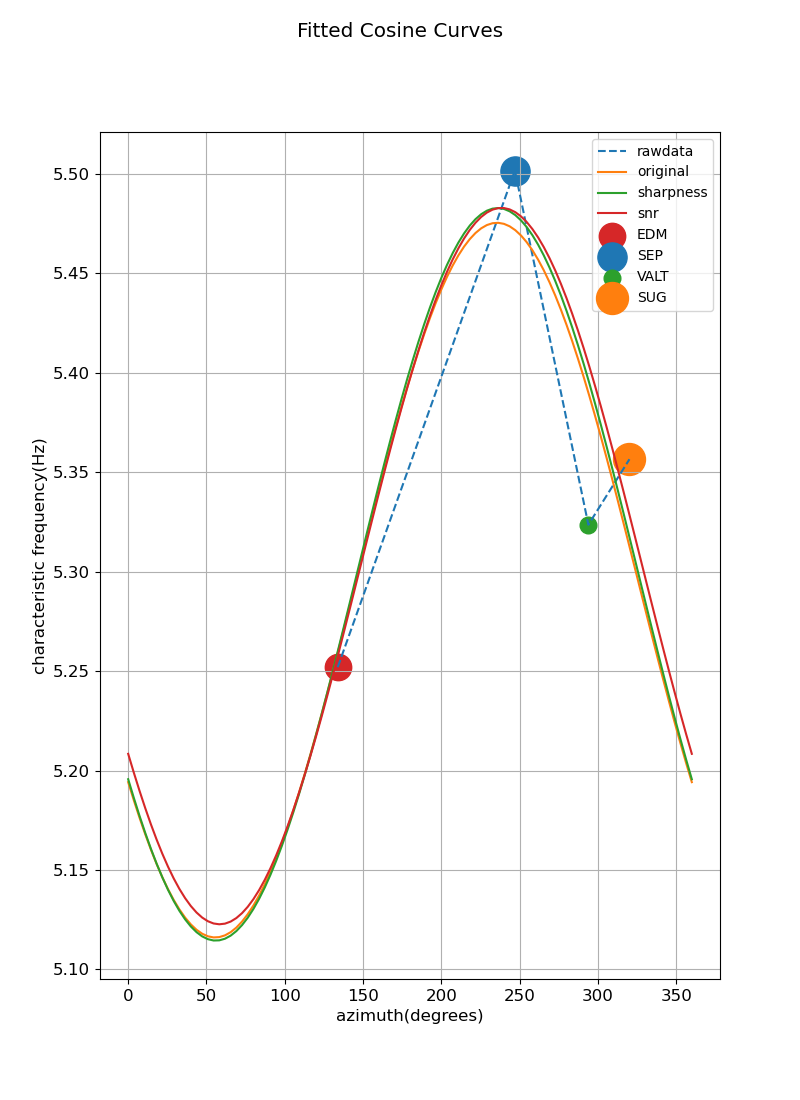 Fitted Cosine Curves
characteristic frequency(Hz)
5.50
5.45
5.40
5.35
5.30
5.25
5.20
5.15
5.10
rawdata
original
sharpness
snr
EDM
SEP
VALT
SUG
0 50 100 150 200 250 300 350
azimuth(degrees)